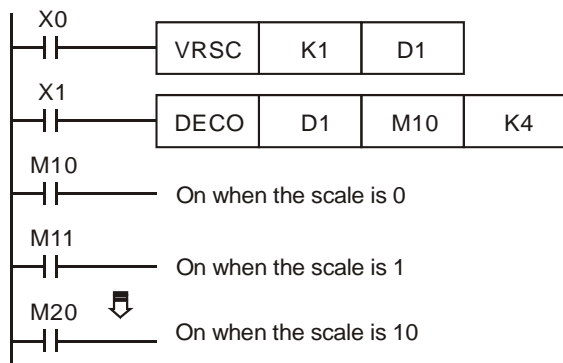 X0
VRSC K1 D1
X1
DECO D1 M10 K4
M10
On when the scale is 0
M11
On when the scale is 1
M20
On when the scale is 10